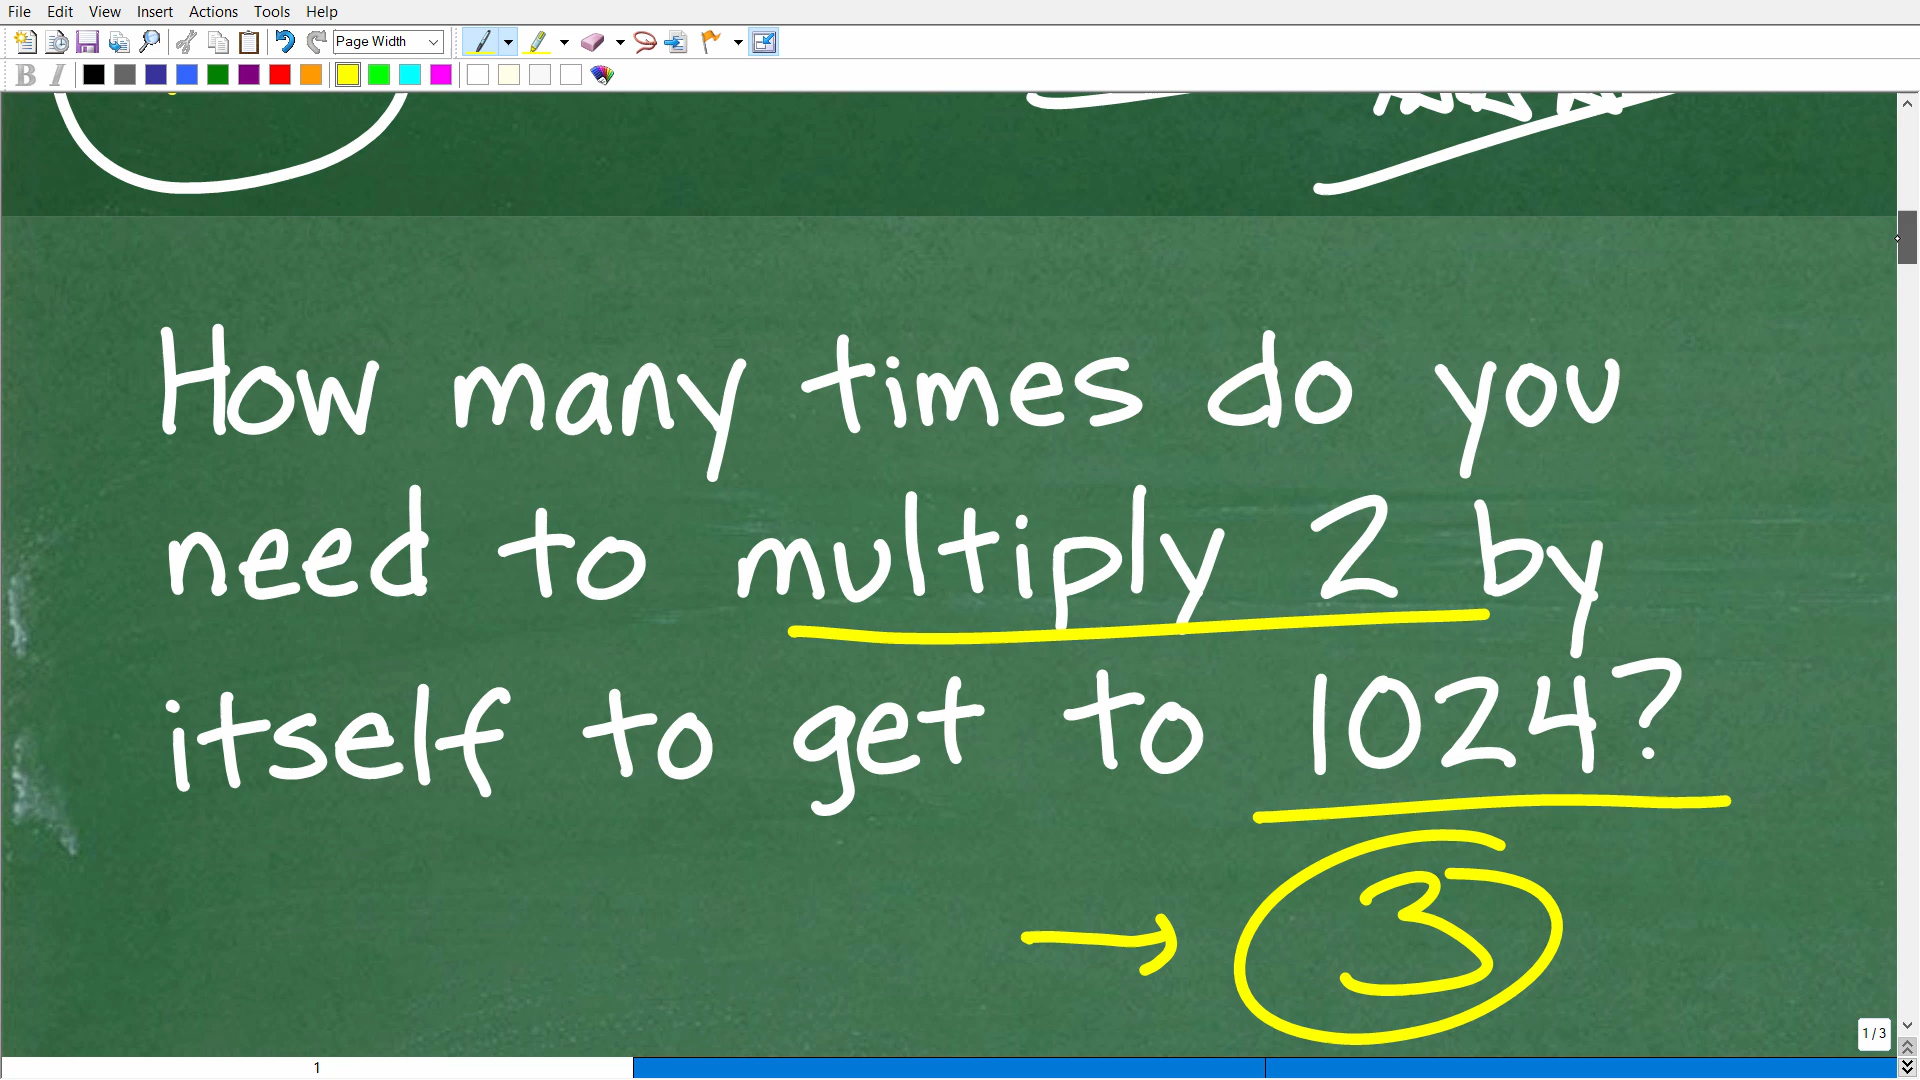 File Edit View Insert Actions Tools Help
Page Width
B I
How many times do you
need to multiply 2 by
itself to get to 1024?
→ 3
1 / 3
1